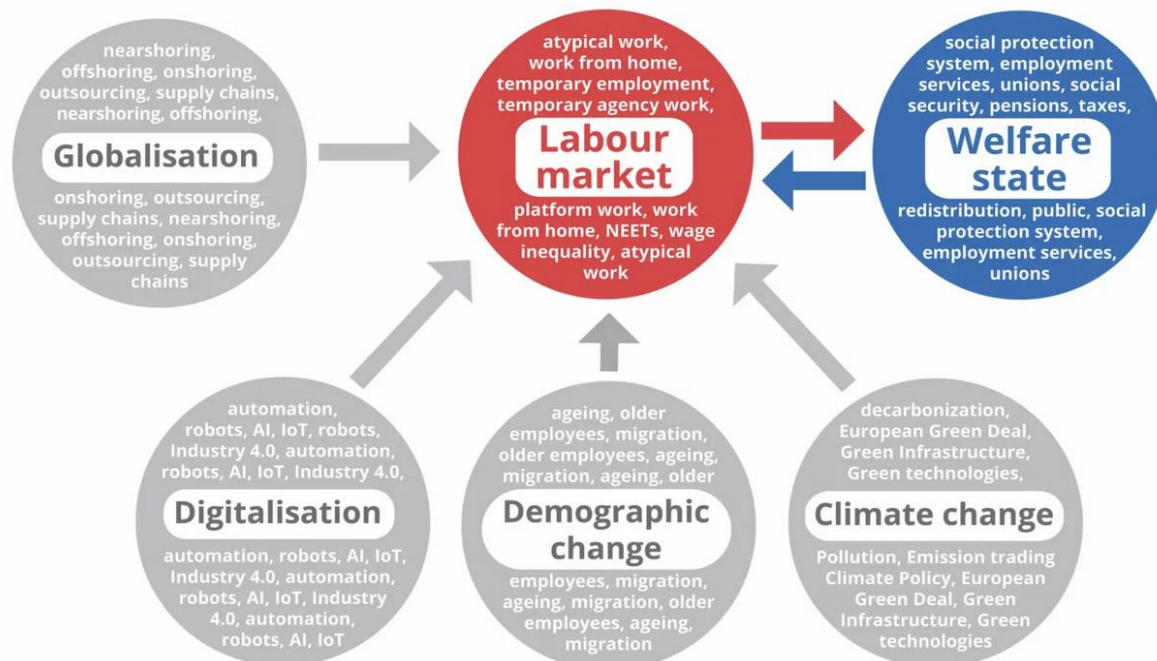 nearshoring,
offshoring, onshoring,
outsourcing, supply chains,
nearshoring, offshoring,
Globalisation
onshoring, outsourcing,
supply chains, nearshoring,
offshoring, onshoring,
outsourcing, supply
chains
atypical work,
work from home,
temporary employment,
temporary agency work,
Labour
market
platform work, work
from home, NEETs, wage
inequality, atypical
work
social protection
system, employment
services, unions, social
security, pensions, taxes,
Welfare
state
redistribution, public, social
protection system,
employment services,
unions
automation,
robots, AI, IoT, robots,
Industry 4.0, automation,
robots, AI, IoT, Industry 4.0,
Digitalisation
automation, robots, AI, IoT,
Industry 4.0, automation,
robots, AI, IoT, Industry
4.0, automation,
robots, AI, IoT
ageing, older
employees, migration,
older employees, ageing,
migration, ageing, older
Demographic
change
employees, migration,
ageing, migration, older
employees, ageing,
migration
decarbonization,
European Green Deal,
Green Infrastructure,
Green technologies,
Climate change
Pollution, Emission trading
Climate Policy, European
Green Deal, Green
Infrastructure, Green
technologies